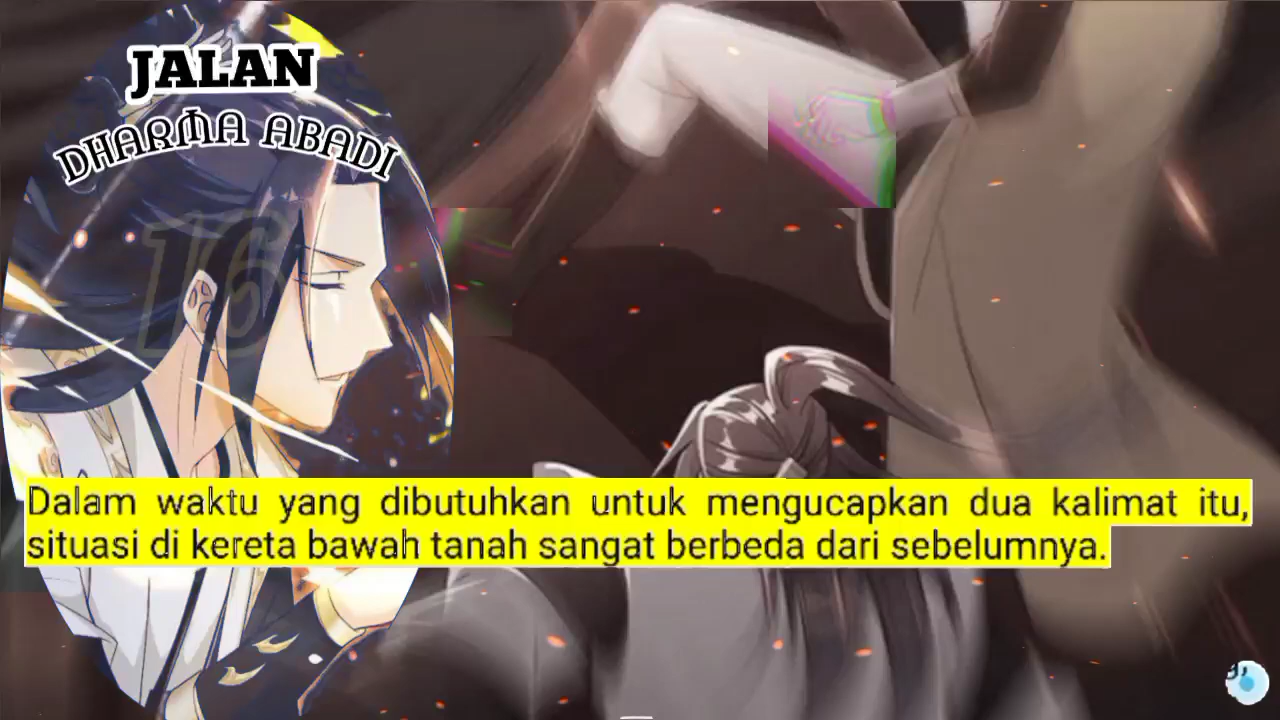 JALAN
DHARMA ABADI
16
Dalam waktu yang dibutuhkan untuk mengucapkan dua kalimat itu,
situasi di kereta bawah tanah sangat berbeda dari sebelumnya.